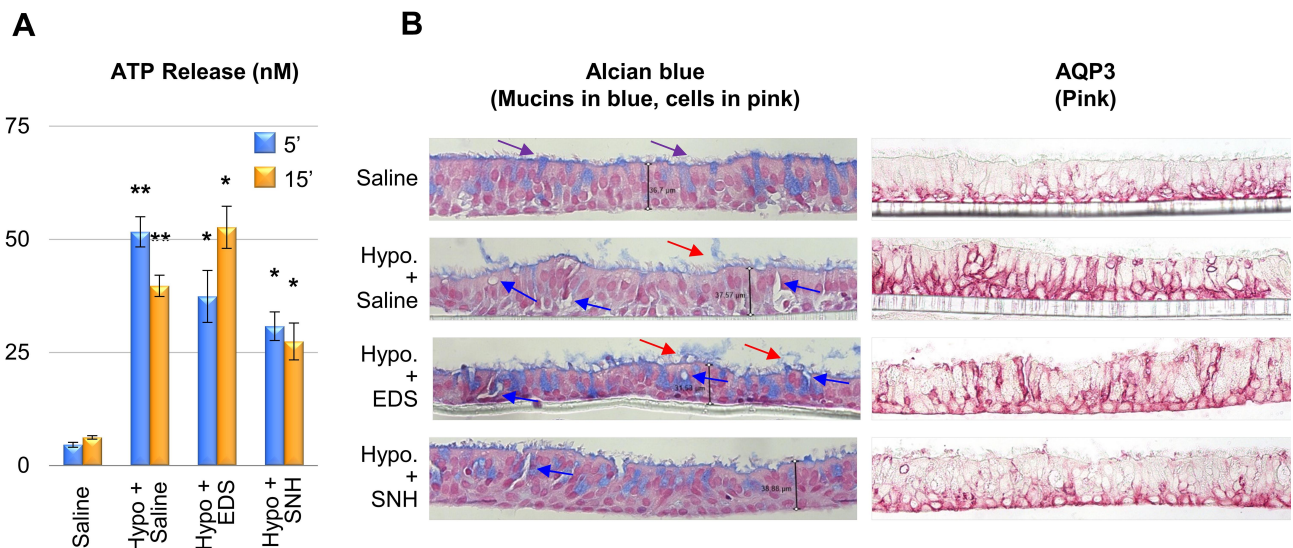 A
ATP Release (nM)
75
50
25
0
5’
15’
**
**
*
*
*
*
Saline
Hypo +
Saline
Hypo +
EDS
Hypo +
SNH
B
Alcian blue
(Mucins in blue, cells in pink)
AQP3
(Pink)
Saline
36.7 µm
Hypo.
+
Saline
37.57 µm
Hypo.
+
EDS
Hypo.
+
SNH
38.88 µm